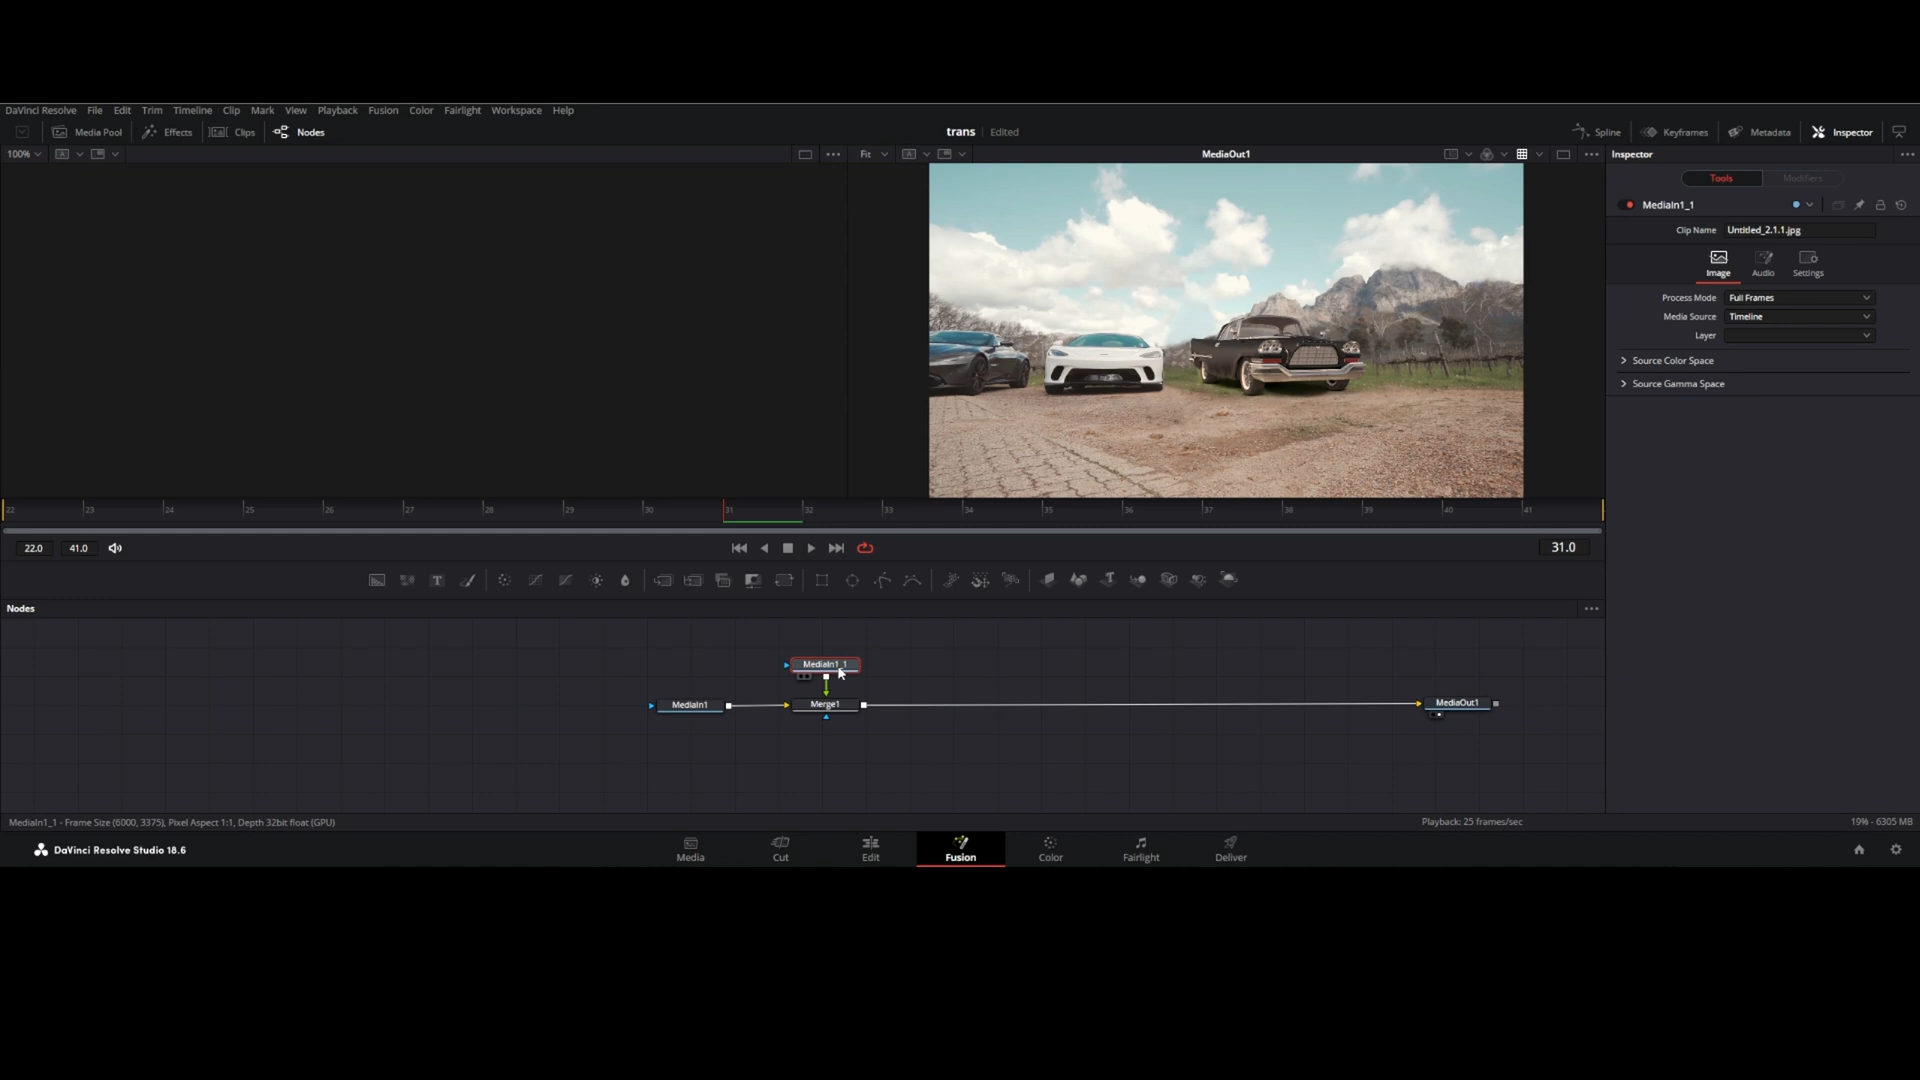 DaVinci Resolve File Edit Trim Timeline Clip Mark View Playback Fusion Color Fairlight Workspace Help
Media Pool Effects Clips Nodes trans Edited Spline Keyframes Metadata Inspector
100% Fit MediaOut1 Inspector
Tools Modifiers
MediaIn1_1
Clip Name Untitled_2.1.1.jpg
Image Audio Settings
Process Mode Full Frames
Media Source Timeline
Layer
Source Color Space
Source Gamma Space
22 23 24 25 26 27 28 29 30 31 32 33 34 35 36 37 38 39 40 41
22.0 41.0 31.0
Nodes
MediaIn1_1
MediaIn1 Merge1 MediaOut1
MediaIn1_1 - Frame Size (6000, 3375), Pixel Aspect 1:1, Depth 32bit float (GPU) Playback: 25 frames/sec 19% - 6305 MB
DaVinci Resolve Studio 18.6 Media Cut Edit Fusion Color Fairlight Deliver